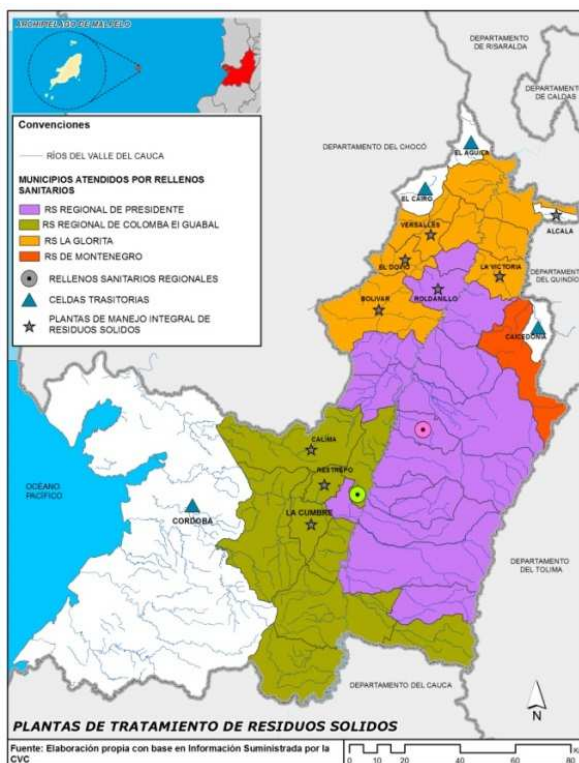 ARCHIPIELAGO DE MALPELO
Convenciones
RÍOS DEL VALLE DEL CAUCA
MUNICIPIOS ATENDIDOS POR RELLENOS
SANITARIOS
RS REGIONAL DE PRESIDENTE
RS REGIONAL DE COLOMBA El GUABAL
RS LA GLORITA
RS DE MONTENEGRO
RELLENOS SANITARIOS REGIONALES
CELDAS TRASITORIAS
PLANTAS DE MANEJO INTEGRAL DE
RESIDUOS SOLIDOS
DEPARTAMENTO
DE RISARALDA
DEPARTAMENTO
DE CALDAS
DEPARTAMENTO DEL CHOCÓ
EL AGUILA
EL CAIRO
ALCALA
VERSALLES
EL DOVIO
LA VICTORIA
DEPARTAMENTO
DEL QUINDÍO
ROLDANILLO
BOLIVAR
CAICEDONIA
CALIMA
RESTREPO
OCÉANO
PACÍFICO
CORDOBA
LA CUMBRE
DEPARTAMENTO
DEL TOLIMA
DEPARTAMENTO DEL CAUCA
N
PLANTAS DE TRATAMIENTO DE RESIDUOS SOLIDOS
Fuente: Elaboración propia con base en Información Suministrada por la
CVC
0 10 20 40 60 80